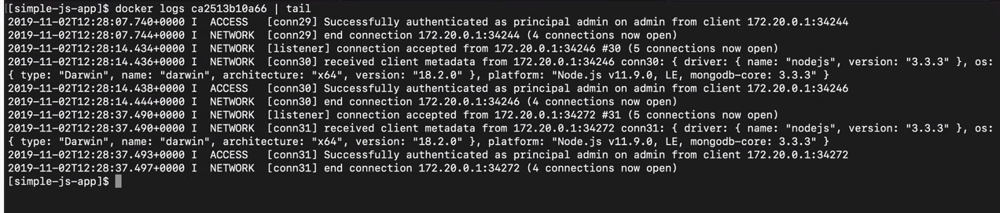 [simple-js-app]$ docker logs ca2513b10a66 | tail
2019-11-02T12:28:07.740+0000 I  ACCESS   [conn29] Successfully authenticated as principal admin on admin from client 172.20.0.1:34244
2019-11-02T12:28:07.744+0000 I  NETWORK  [conn29] end connection 172.20.0.1:34244 (4 connections now open)
2019-11-02T12:28:14.434+0000 I  NETWORK  [listener] connection accepted from 172.20.0.1:34246 #30 (5 connections now open)
2019-11-02T12:28:14.436+0000 I  NETWORK  [conn30] received client metadata from 172.20.0.1:34246 conn30: { driver: { name: "nodejs", version: "3.3.3" }, os:
{ type: "Darwin", name: "darwin", architecture: "x64", version: "18.2.0" }, platform: "Node.js v11.9.0, LE, mongodb-core: 3.3.3" }
2019-11-02T12:28:14.438+0000 I  ACCESS   [conn30] Successfully authenticated as principal admin on admin from client 172.20.0.1:34246
2019-11-02T12:28:14.444+0000 I  NETWORK  [conn30] end connection 172.20.0.1:34246 (4 connections now open)
2019-11-02T12:28:37.490+0000 I  NETWORK  [listener] connection accepted from 172.20.0.1:34272 #31 (5 connections now open)
2019-11-02T12:28:37.490+0000 I  NETWORK  [conn31] received client metadata from 172.20.0.1:34272 conn31: { driver: { name: "nodejs", version: "3.3.3" }, os:
{ type: "Darwin", name: "darwin", architecture: "x64", version: "18.2.0" }, platform: "Node.js v11.9.0, LE, mongodb-core: 3.3.3" }
2019-11-02T12:28:37.493+0000 I  ACCESS   [conn31] Successfully authenticated as principal admin on admin from client 172.20.0.1:34272
2019-11-02T12:28:37.497+0000 I  NETWORK  [conn31] end connection 172.20.0.1:34272 (4 connections now open)
[simple-js-app]$